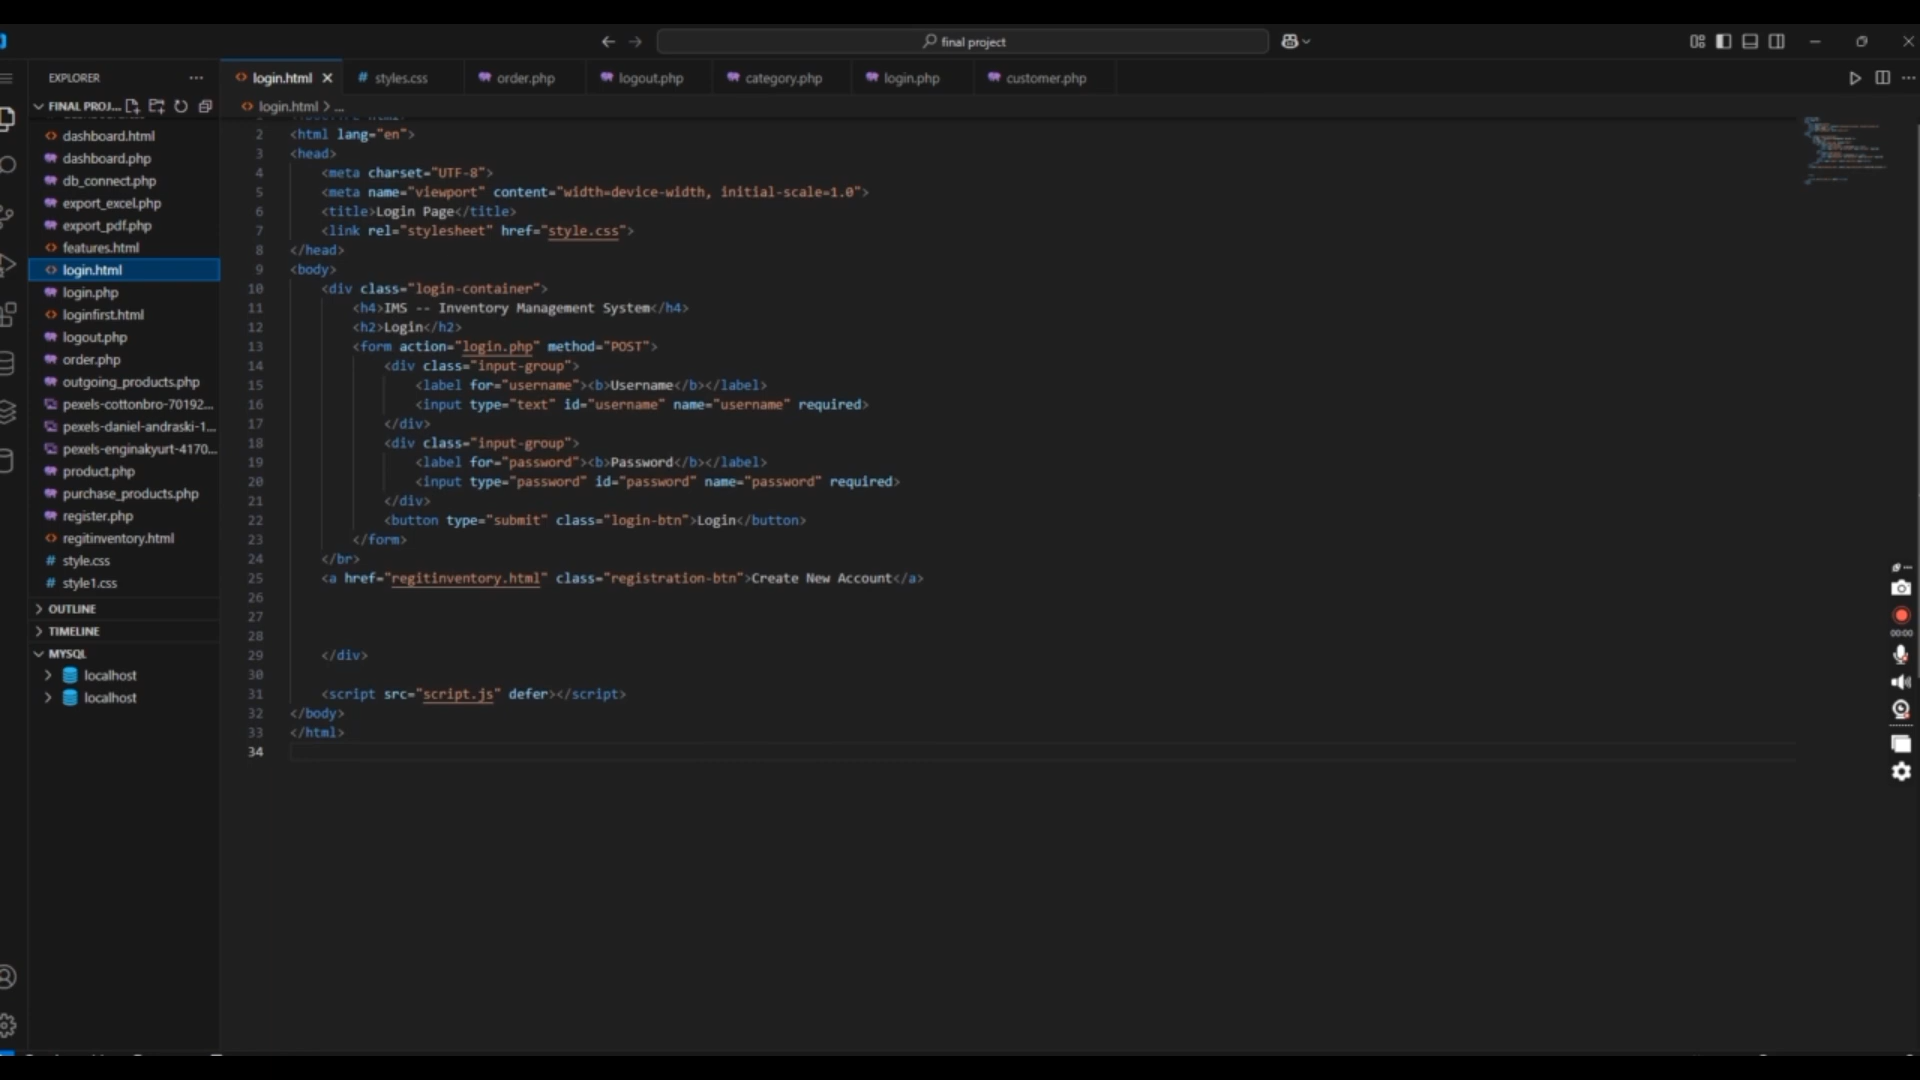 final project
EXPLORER
FINAL PROJ...
dashboard.html
dashboard.php
db_connect.php
export_excel.php
export_pdf.php
features.html
login.html
login.php
loginfirst.html
logout.php
order.php
outgoing_products.php
pexels-cottonbro-70192...
pexels-daniel-andraski-1...
pexels-enginakyurt-4170...
product.php
purchase_products.php
register.php
regitinventory.html
style.css
style1.css
OUTLINE
TIMELINE
MYSQL
localhost
localhost
login.html
styles.css
order.php
logout.php
category.php
login.php
customer.php
login.html > ...
2 <html lang="en">
3 <head>
4 <meta charset="UTF-8">
5 <meta name="viewport" content="width=device-width, initial-scale=1.0">
6 <title>Login Page</title>
7 <link rel="stylesheet" href="style.css">
8 </head>
9 <body>
10 <div class="login-container">
11 <h4>IMS -- Inventory Management System</h4>
12 <h2>Login</h2>
13 <form action="login.php" method="POST">
14 <div class="input-group">
15 <label for="username"><b>Username</b></label>
16 <input type="text" id="username" name="username" required>
17 </div>
18 <div class="input-group">
19 <label for="password"><b>Password</b></label>
20 <input type="password" id="password" name="password" required>
21 </div>
22 <button type="submit" class="login-btn">Login</button>
23 </form>
24 </br>
25 <a href="regitinventory.html" class="registration-btn">Create New Account</a>
26
27
28
29 </div>
30
31 <script src="script.js" defer></script>
32 </body>
33 </html>
34
00:00